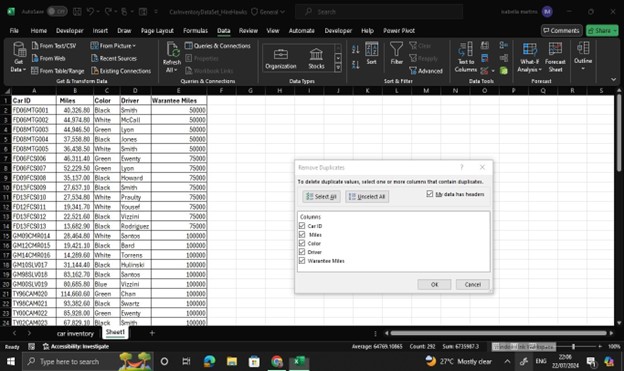 AutoSave Off CarInventoryDataSet_HireHawks General Search isabelle martins IM
File Home Developer Insert Draw Page Layout Formulas Data Review View Automate Developer Help Power Pivot Comments Share
Get Data From Text/CSV From Picture Refresh All Queries & Connections Organization Stocks Sort Filter Clear Text to Columns What-If Analysis Forecast Sheet Outline
From Web Recent Sources Properties Reapply
From Table/Range Existing Connections Workbook Links Advanced
Get & Transform Data Queries & Connections Data Types Sort & Filter Data Tools Forecast
A B C D E F G H I J K L M N O P Q R S
1 Car ID Miles Color Driver Warantee Miles
2 FD06MTG001 40,326.80 Black Smith 50000
3 FD06MTG002 44,974.80 White McCall 50000
4 FD08MTG003 44,946.50 Green Lyon 50000
5 FD08MTG004 37,558.80 Black Jones 50000
6 FD08MTG005 36,438.50 White Smith 50000
7 FD06FCS006 46,311.40 Green Ewenty 75000
8 FD06FCS007 52,229.50 Green Lyon 75000
9 FD08FCS008 35,137.00 Black Howard 75000
10 FD13FCS009 27,637.10 Black Smith 75000
11 FD13FCS010 27,534.80 White Praulty 75000
12 FD12FCS011 19,341.70 White Yousef 75000
13 FD13FCS012 22,521.60 Black Vizzini 75000
14 FD13FCS013 13,682.90 Black Rodriguez 75000
15 GM09CMR014 28,464.80 White Santos 100000
16 GM12CMR015 19,421.10 Black Bard 100000
17 GM14CMR016 14,289.60 White Torrens 100000
18 GM10SLV017 31,144.40 Black Hulinski 100000
19 GM98SLV018 83,162.70 Black Santos 100000
20 GM00SLV019 80,685.80 Blue Vizzini 100000
21 TY96CAM020 114,660.60 Green Chan 100000
22 TY98CAM021 93,382.60 Black Swartz 100000
23 TY00CAM022 85,928.00 Green Ewenty 100000
24 TY02CAM023 67,829.10 Black Smith 100000
Remove Duplicates ?
To delete duplicate values, select one or more columns that contain duplicates.
Select All Unselect All My data has headers
Columns
Car ID
Miles
Color
Driver
Warantee Miles
OK Cancel
car inventory Sheet1 +
Accessibility: Investigate Average: 64769.10865 Count: 292 Sum: 6735987.3 100%
Type here to search 27°C Mostly clear ENG 22:08
22/07/2024